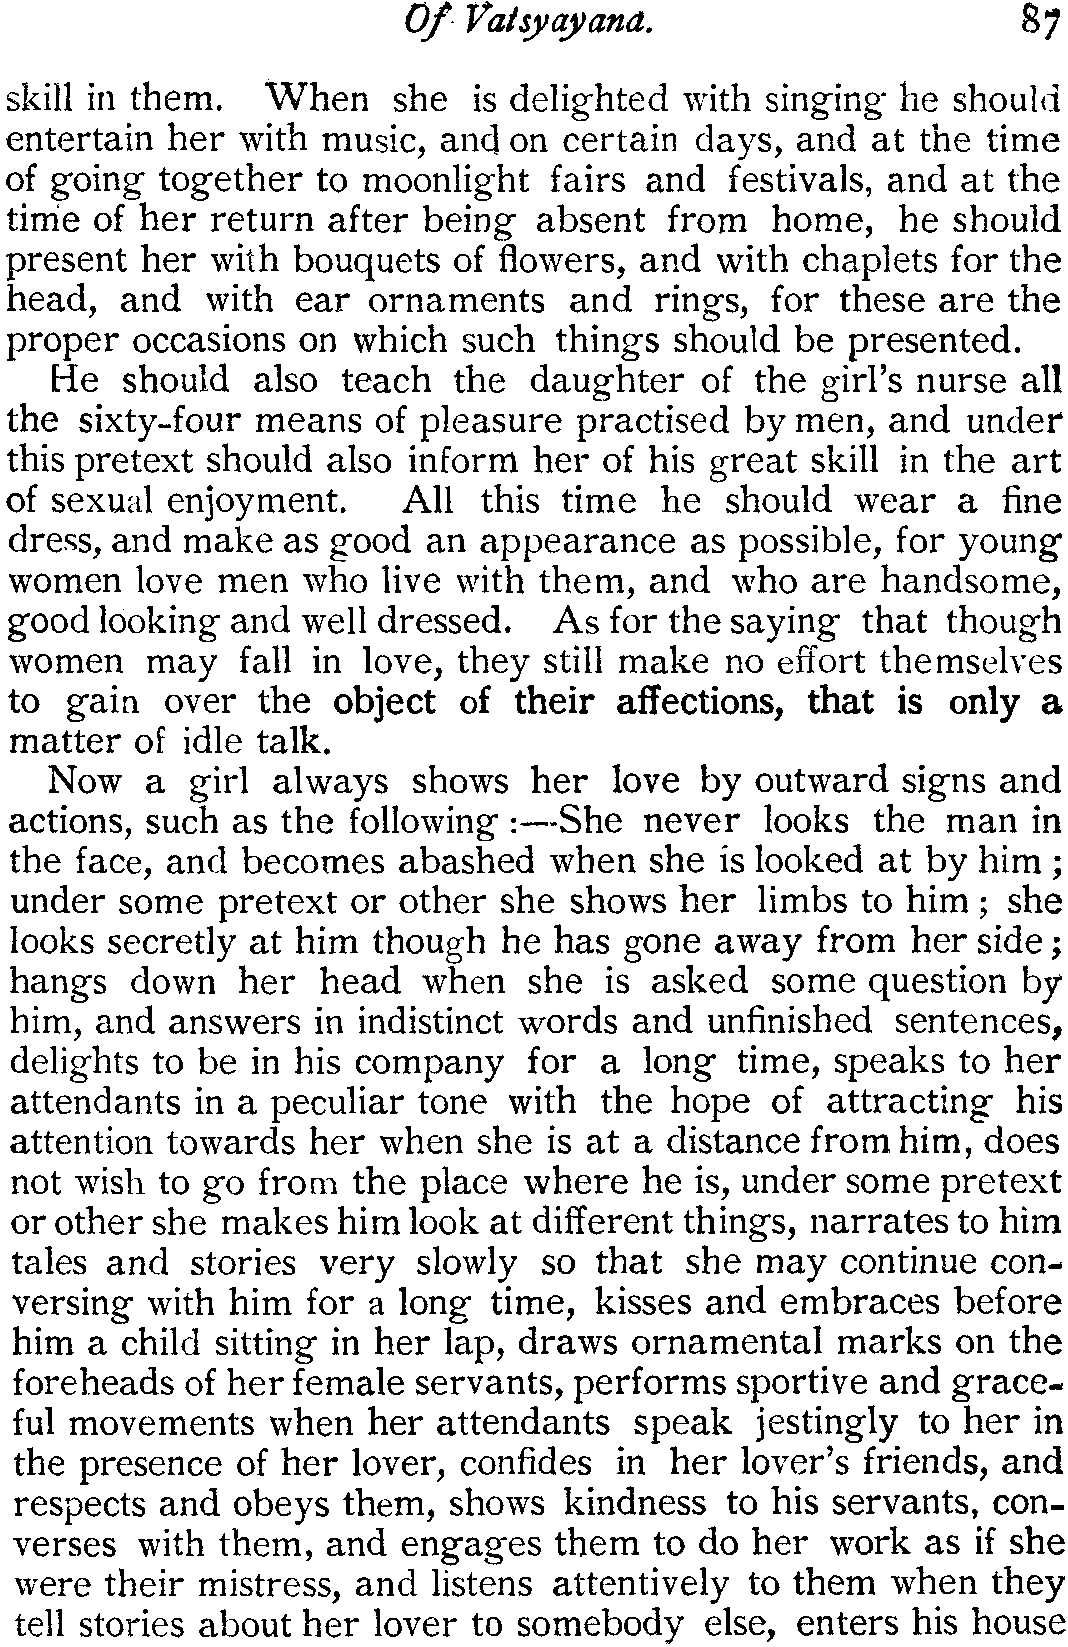 Of Vatsyayana. 87
skill in them. When she is delighted with singing he should
entertain her with music, and on certain days, and at the time
of going together to moonlight fairs and festivals, and at the
time of her return after being absent from home, he should
present her with bouquets of flowers, and with chaplets for the
head, and with ear ornaments and rings, for these are the
proper occasions on which such things should be presented.
He should also teach the daughter of the girl's nurse all
the sixty-four means of pleasure practised by men, and under
this pretext should also inform her of his great skill in the art
of sexual enjoyment. All this time he should wear a fine
dress, and make as good an appearance as possible, for young
women love men who live with them, and who are handsome,
good looking and well dressed. As for the saying that though
women may fall in love, they still make no effort themselves
to gain over the object of their affections, that is only a
matter of idle talk.
Now a girl always shows her love by outward signs and
actions, such as the following :—She never looks the man in
the face, and becomes abashed when she is looked at by him ;
under some pretext or other she shows her limbs to him ; she
looks secretly at him though he has gone away from her side ;
hangs down her head when she is asked some question by
him, and answers in indistinct words and unfinished sentences,
delights to be in his company for a long time, speaks to her
attendants in a peculiar tone with the hope of attracting his
attention towards her when she is at a distance from him, does
not wish to go from the place where he is, under some pretext
or other she makes him look at different things, narrates to him
tales and stories very slowly so that she may continue con-
versing with him for a long time, kisses and embraces before
him a child sitting in her lap, draws ornamental marks on the
foreheads of her female servants, performs sportive and grace-
ful movements when her attendants speak jestingly to her in
the presence of her lover, confides in her lover's friends, and
respects and obeys them, shows kindness to his servants, con-
verses with them, and engages them to do her work as if she
were their mistress, and listens attentively to them when they
tell stories about her lover to somebody else, enters his house